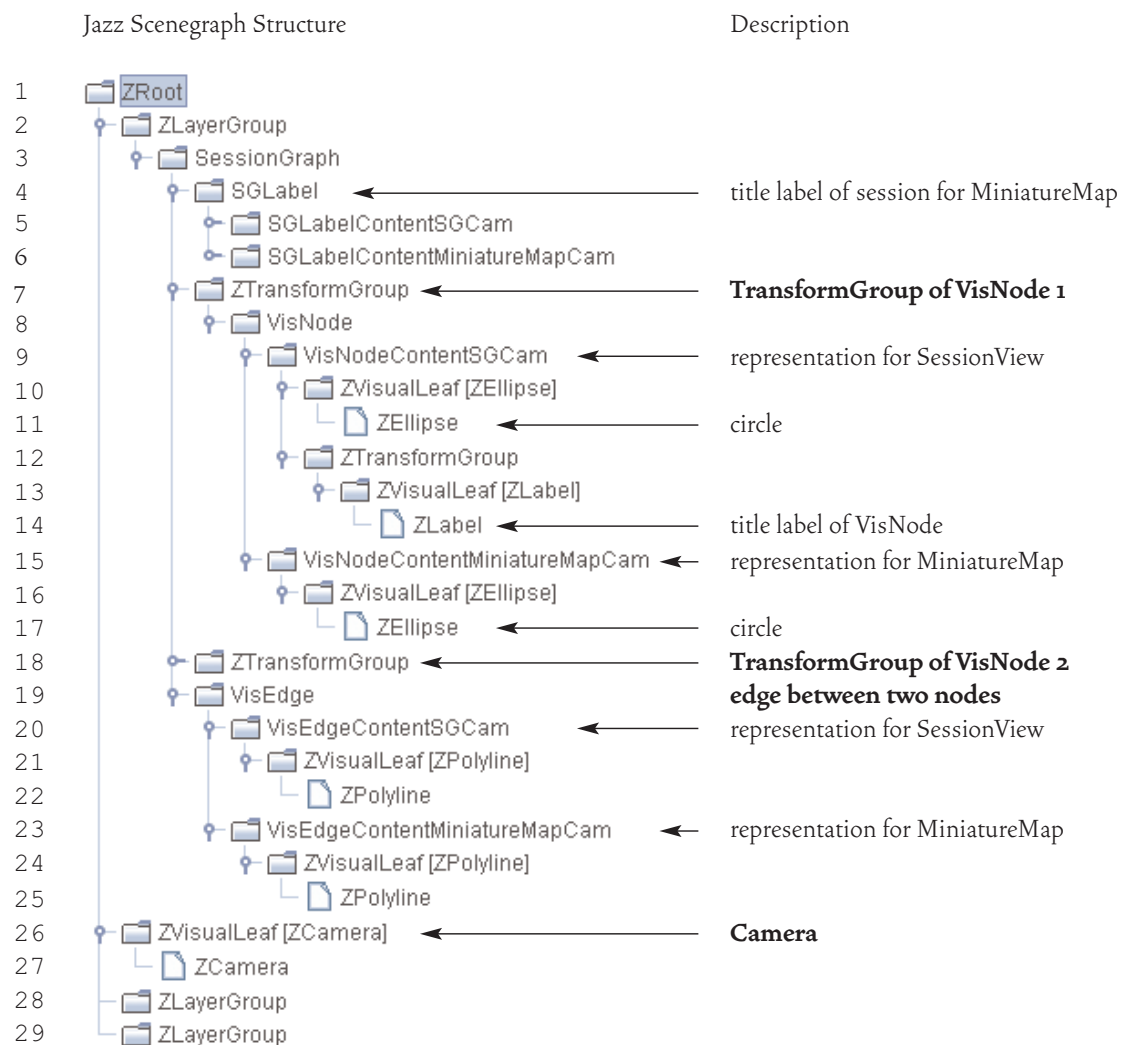 Jazz Scenegraph Structure Description
1 ZRoot
2 ZLayerGroup
3 SessionGraph
4 SGLabel title label of session for MiniatureMap
5 SGLabelContentSGCam
6 SGLabelContentMiniatureMapCam
7 ZTransformGroup TransformGroup of VisNode 1
8 VisNode
9 VisNodeContentSGCam representation for SessionView
10 ZVisualLeaf [ZEllipse]
11 ZEllipse circle
12 ZTransformGroup
13 ZVisualLeaf [ZLabel]
14 ZLabel title label of VisNode
15 VisNodeContentMiniatureMapCam representation for MiniatureMap
16 ZVisualLeaf [ZEllipse]
17 ZEllipse circle
18 ZTransformGroup TransformGroup of VisNode 2
19 VisEdge edge between two nodes
20 VisEdgeContentSGCam representation for SessionView
21 ZVisualLeaf [ZPolyline]
22 ZPolyline
23 VisEdgeContentMiniatureMapCam representation for MiniatureMap
24 ZVisualLeaf [ZPolyline]
25 ZPolyline
26 ZVisualLeaf [ZCamera] Camera
27 ZCamera
28 ZLayerGroup
29 ZLayerGroup